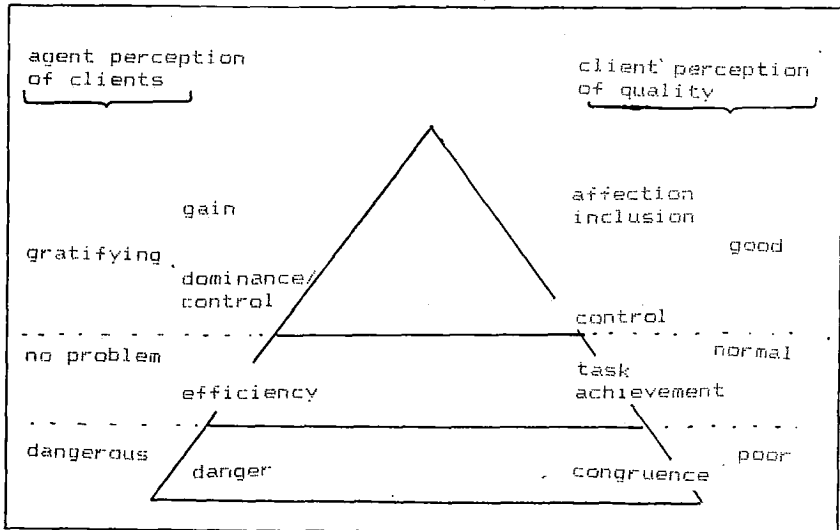 agent perception
of clients
client perception
of quality
gain
affection
inclusion
gratifying
good
dominance/
control
control
no problem
normal
efficiency
task
achievement
dangerous
danger
congruence
poor